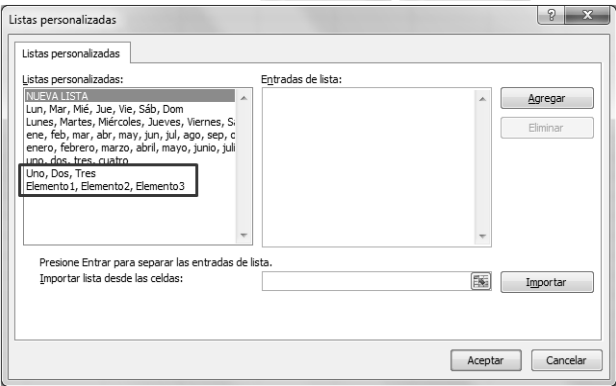 Listas personalizadas
Listas personalizadas
Listas personalizadas:
NUEVA LISTA
Lun, Mar, Mié, Jue, Vie, Sáb, Dom
Lunes, Martes, Miércoles, Jueves, Viernes, Sá
ene, feb, mar, abr, may, jun, jul, ago, sep, o
enero, febrero, marzo, abril, mayo, junio, juli
uno, dos, tres, cuatro
Uno, Dos, Tres
Elemento1, Elemento2, Elemento3
Entradas de lista:
Agregar
Eliminar
Presione Entrar para separar las entradas de lista.
Importar lista desde las celdas:
Importar
Aceptar
Cancelar